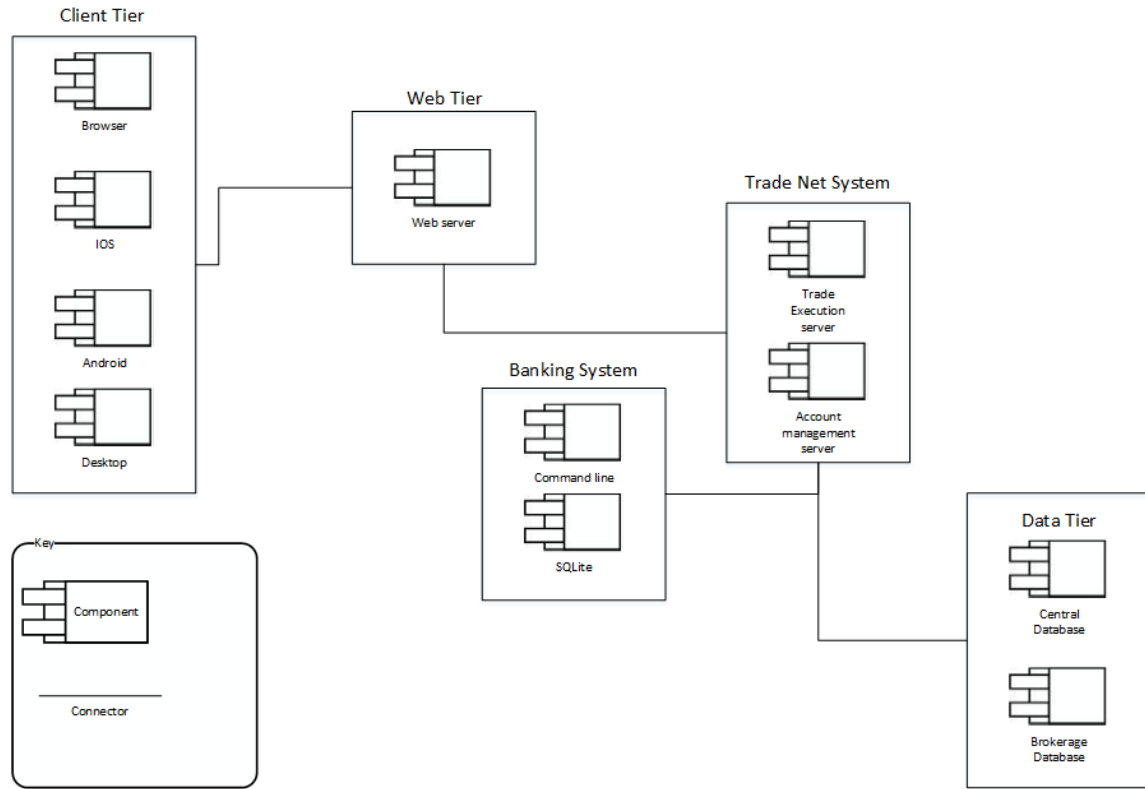 Client Tier
Browser
IOS
Android
Desktop
Web Tier
Web server
Trade Net System
Trade
Execution
server
Account
management
server
Banking System
Command line
SQLite
Data Tier
Central
Database
Brokerage
Database
Key
Component
Connector